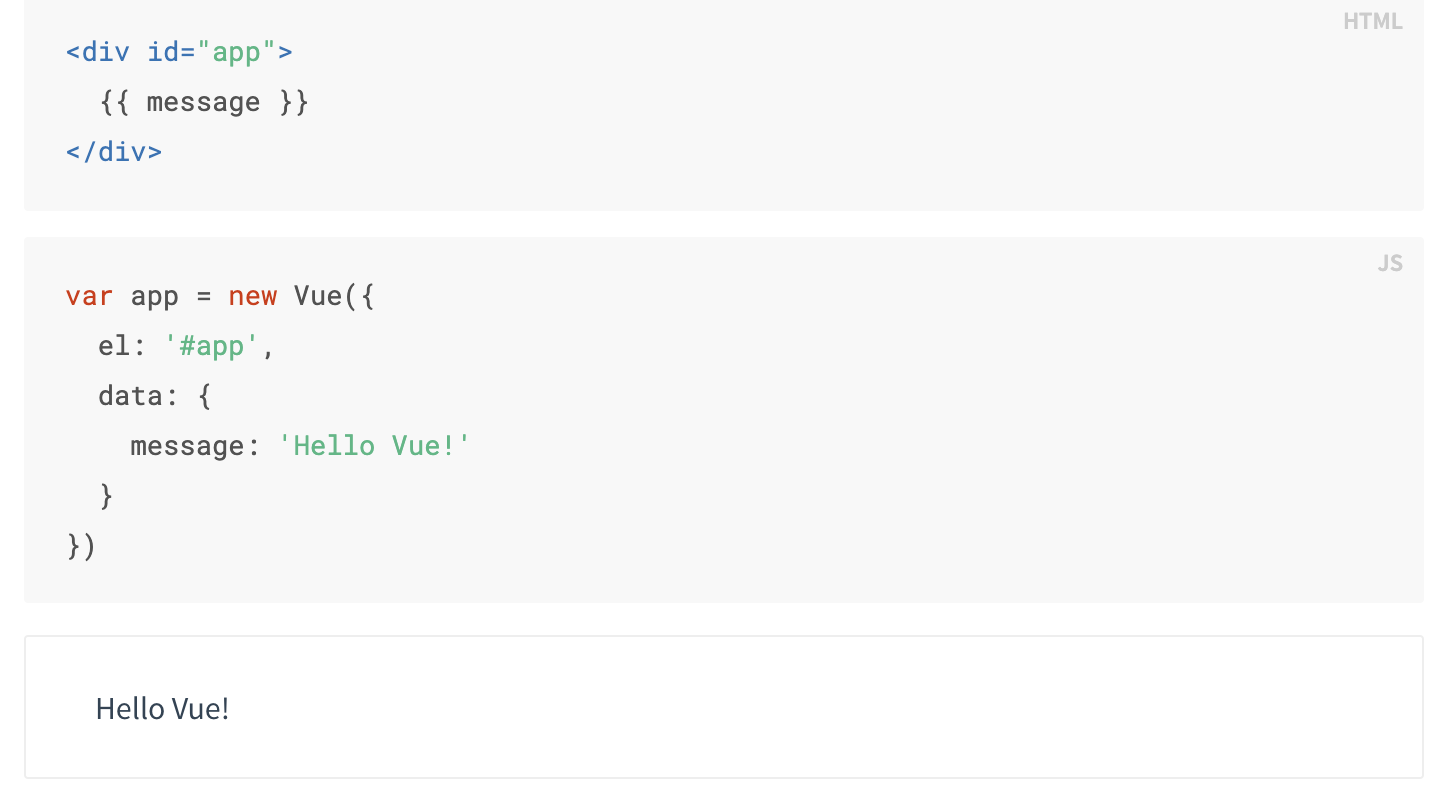 HTML
<div id="app">
  {{ message }}
</div>
JS
var app = new Vue({
  el: '#app',
  data: {
    message: 'Hello Vue!'
  }
})
Hello Vue!